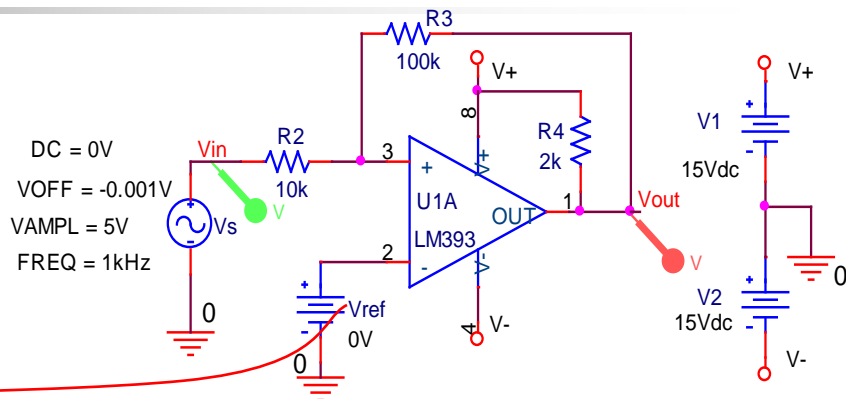 R3
100k
V+
8
R4
2k
V+
V+
V1
15Vdc
DC = 0V
VOFF = -0.001V
VAMPL = 5V
FREQ = 1kHz
Vin
R2
10k
V
Vs
0
3
+
U1A
LM393
OUT
1
Vout
V
2
-
V-
4
V-
+
-
Vref
0V
0
+
-
0
V2
15Vdc
+
-
V-